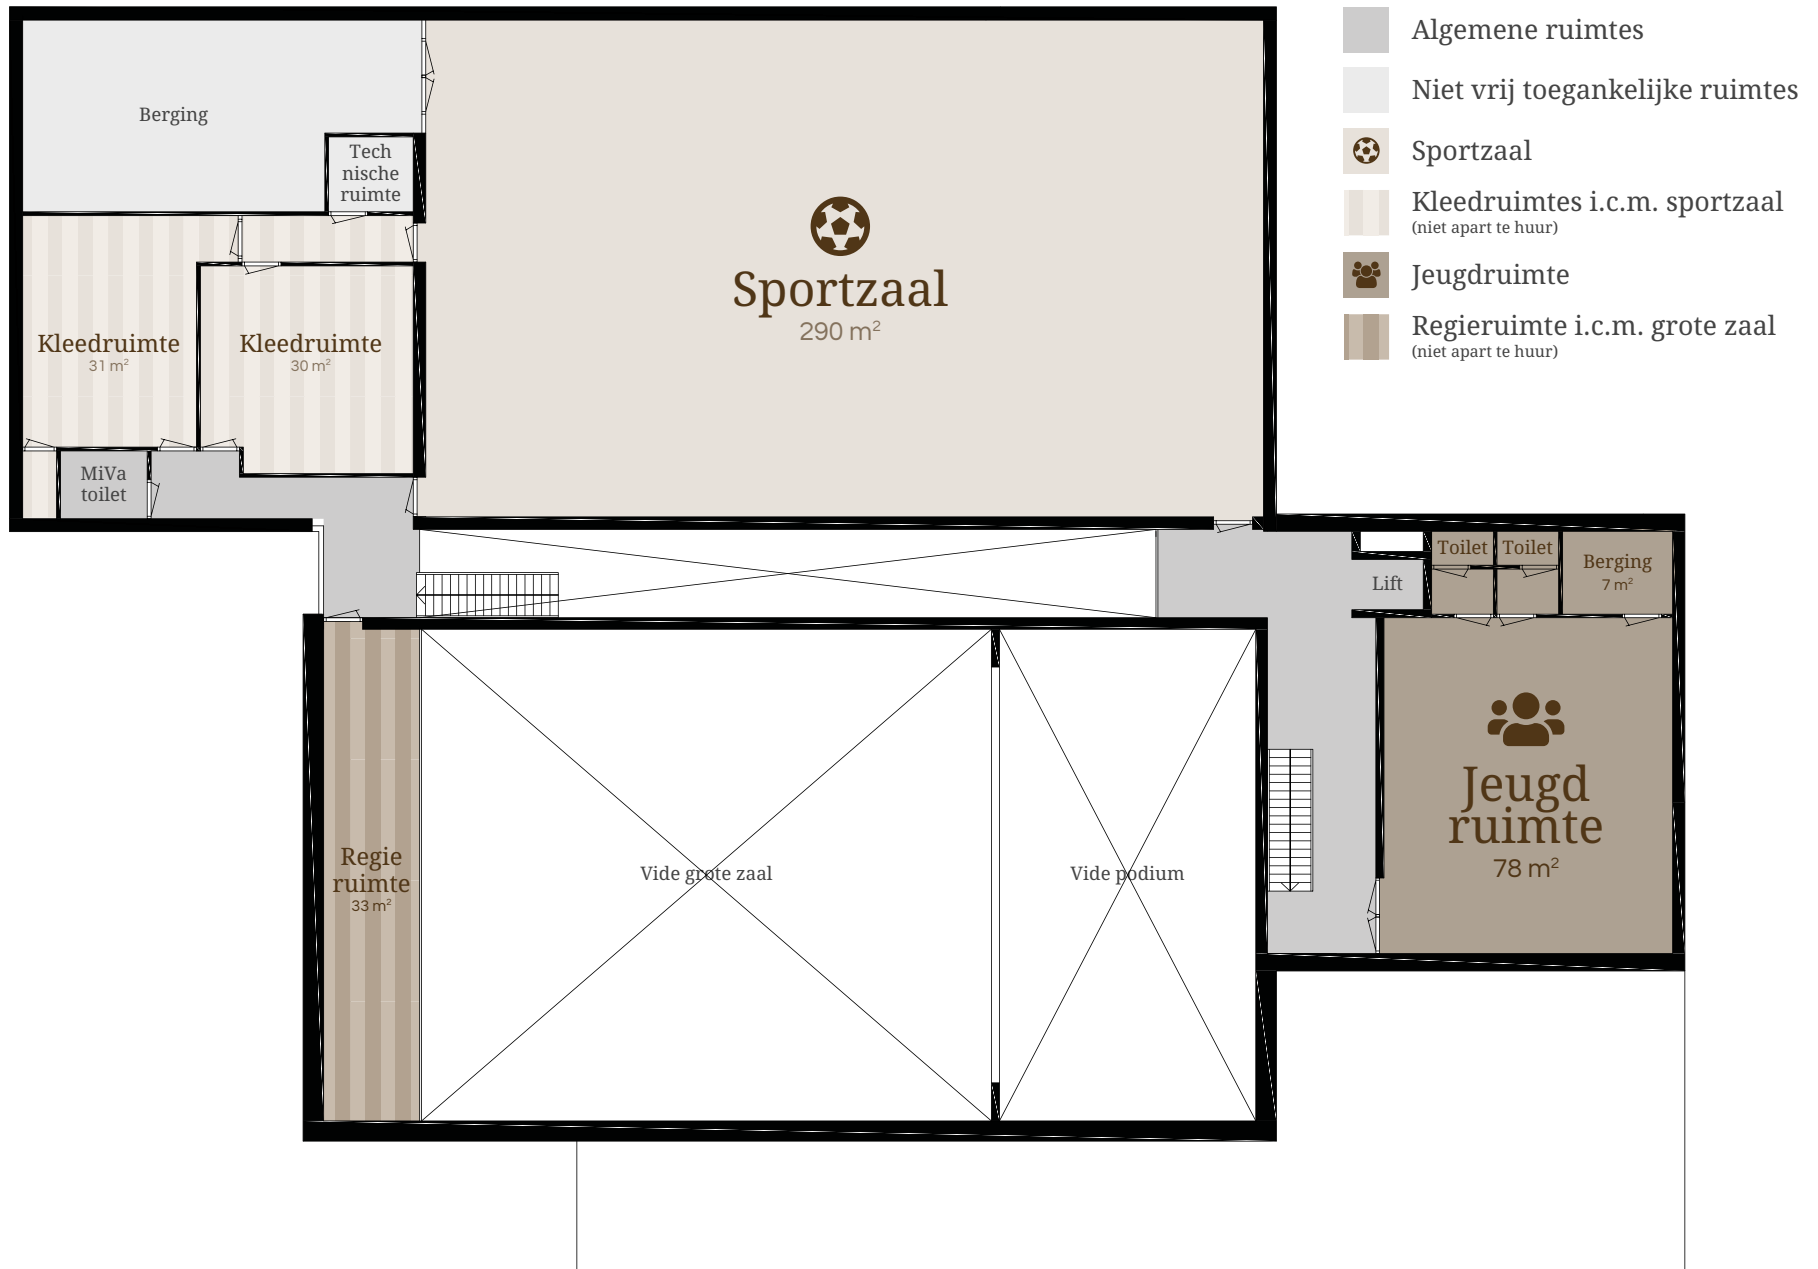 Algemene ruimtes
Niet vrij toegankelijke ruimtes
Sportzaal
Kleedruimtes i.c.m. sportzaal
(niet apart te huur)
Jeugdruimte
Regieruimte i.c.m. grote zaal
(niet apart te huur)
Berging
Tech
nische
ruimte
Sportzaal
290 m²
Kleedruimte
31 m²
Kleedruimte
30 m²
MiVa
toilet
Toilet
Toilet
Berging
7 m²
Lift
Jeugd
ruimte
78 m²
Regie
ruimte
33 m²
Vide grote zaal
Vide podium